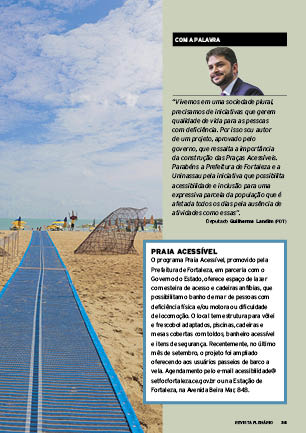 COM A PALAVRA
"Vivemos em uma sociedade plural,
precisamos de iniciativas que gerem
qualidade de vida para as pessoas
com deficiência. Por isso sou autor
de um projeto, aprovado pelo
governo, que ressalta a importância
da construção das Praças Acessíveis.
Parabéns a Prefeitura de Fortaleza e a
Uninassau pela iniciativa que possibilita
acessibilidade e inclusão para uma
expressiva parcela da população que é
afetada todos os dias pela ausência de
atividades como essas".
Deputado Guilherme Landim (PDT)
PRAIA ACESSÍVEL
O programa Praia Acessível, promovido pela
Prefeitura de Fortaleza, em parceria com o
Governo do Estado, oferece espaço de lazer
com esteira de acesso e cadeiras anfíbias, que
possibilitam o banho de mar de pessoas com
deficiência física e/ou motora ou dificuldade
de locomoção. O local tem estrutura para vôlei
e frescobol adaptados, piscinas, cadeiras e
mesas cobertas com toldos, banheiro acessível
e itens de segurança. Recentemente, no último
mês de setembro, o projeto foi ampliado
oferecendo aos usuários passeios de barco a
vela. Agendamento pelo e-mail acessibilidade@
setfor.fortaleza.ce.gov.br ou na Estação de
Fortaleza, na Avenida Beira Mar, 843.
REVISTA PLENÁRIO